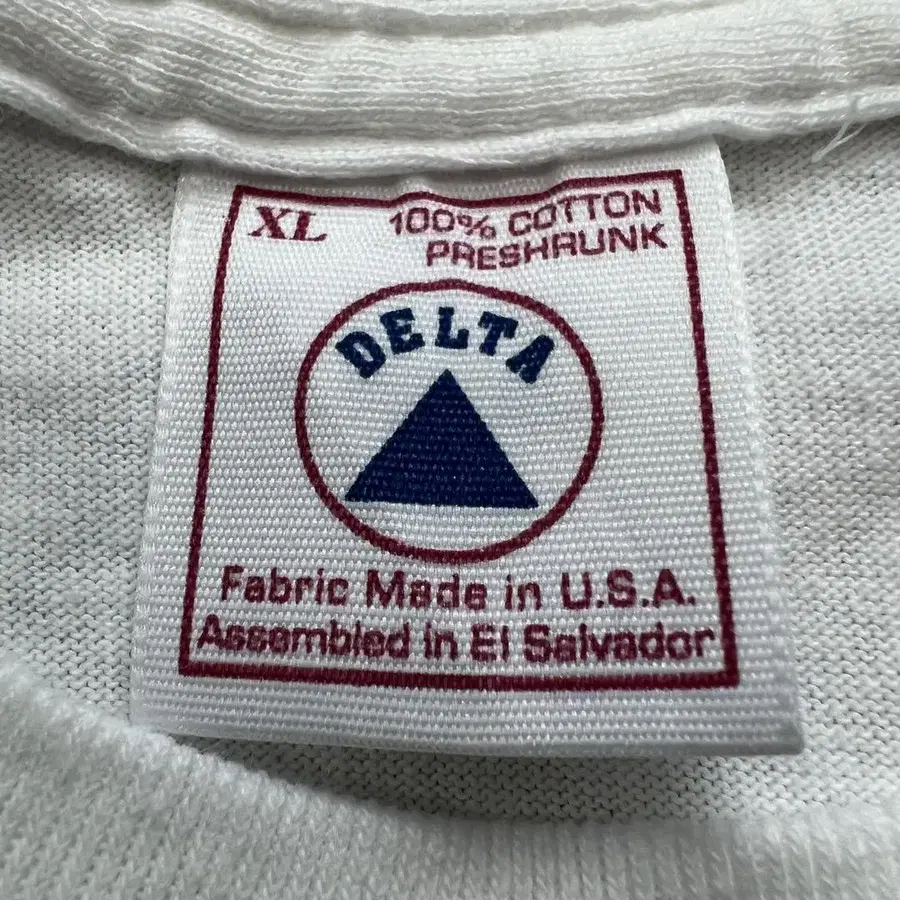 XL
100% COTTON
PRESHRUNK
DELTA
Fabric Made in U.S.A.
Assembled in El Salvador